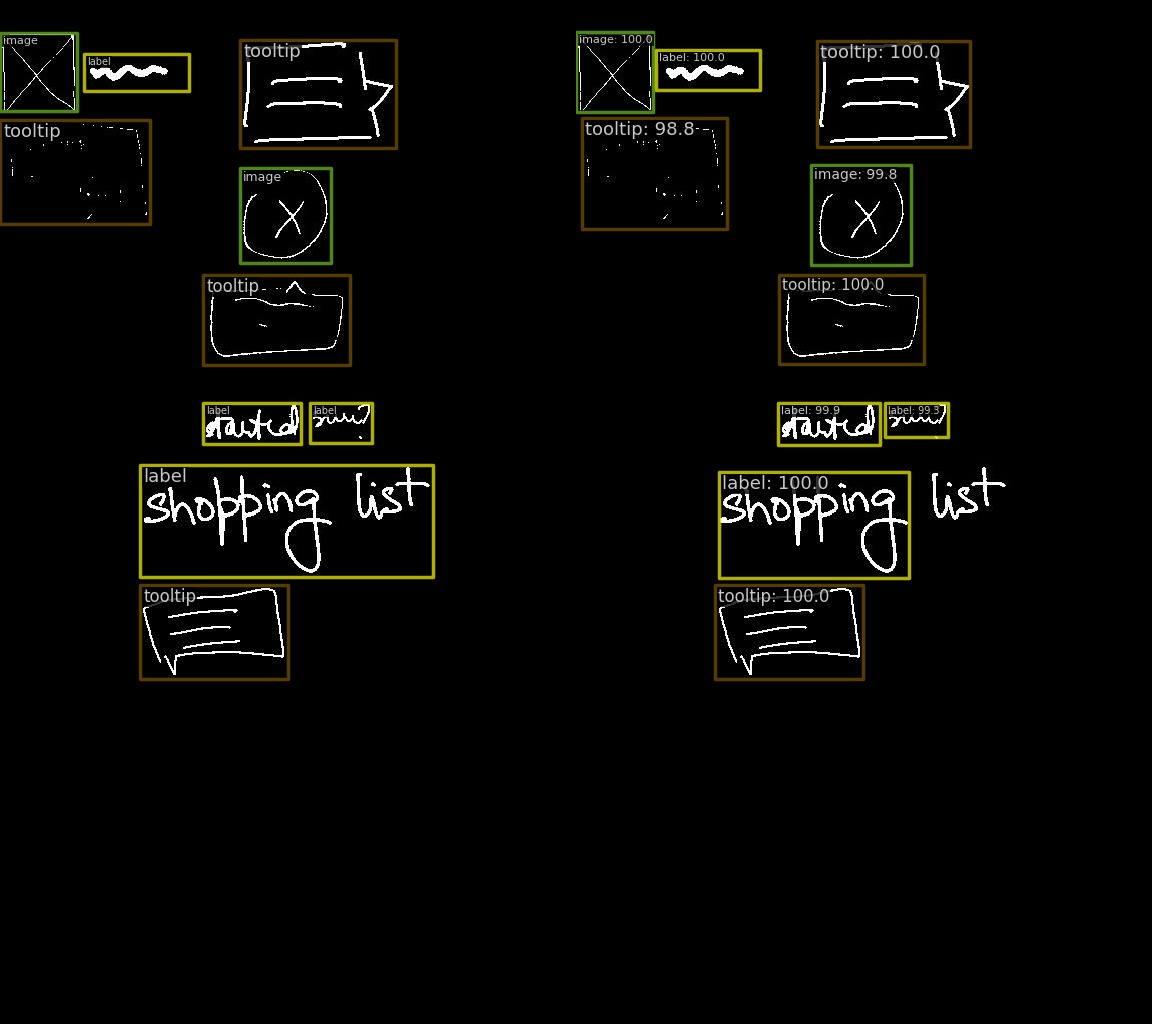 image
image: 100.0
label
label: 100.0
tooltip
tooltip: 100.0
tooltip
tooltip: 98.8
image
X
image: 99.8
X
tooltip
tooltip: 100.0
label
started
label
label: 99.9
started
label: 99.3
label
shopping list
label: 100.0
shopping list
tooltip
tooltip: 100.0